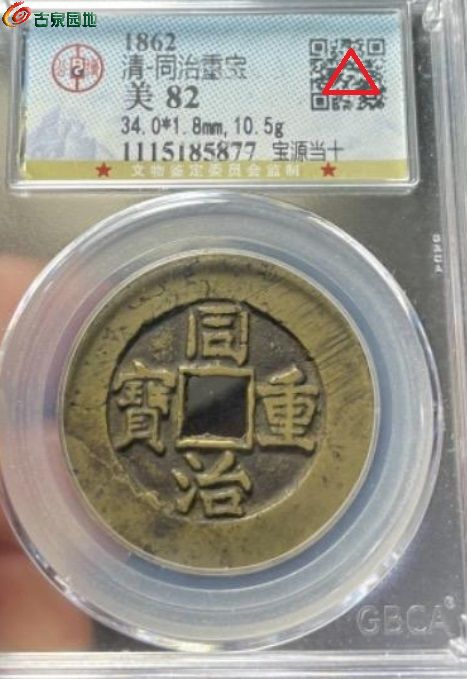 古泉园地
1862
清-同治重宝
美 82
34.0*1.8mm,10.5g
1115185877 宝源当十
★ 文物鉴定委员会监制 ★
同
寶 重
治
GBCA
GBCA®